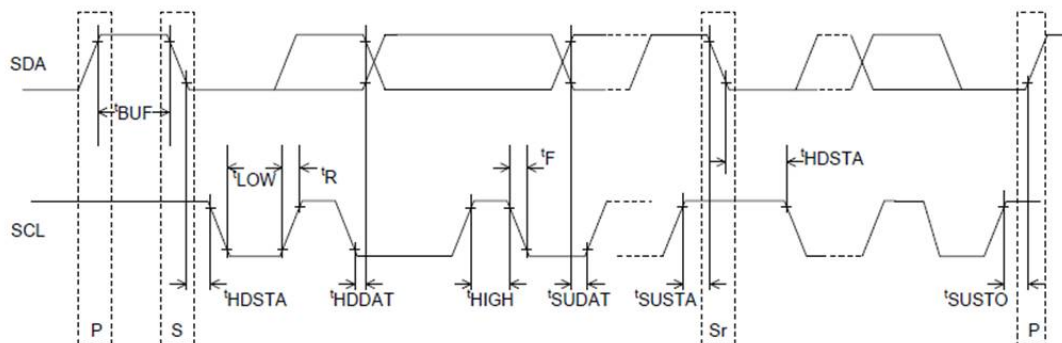 SDA
tBUF
tF
tLOW
tR
tHDSTA
SCL
tHDSTA
tHDDAT
tHIGH
tSUDAT
tSUSTA
tSUSTO
P
S
Sr
P